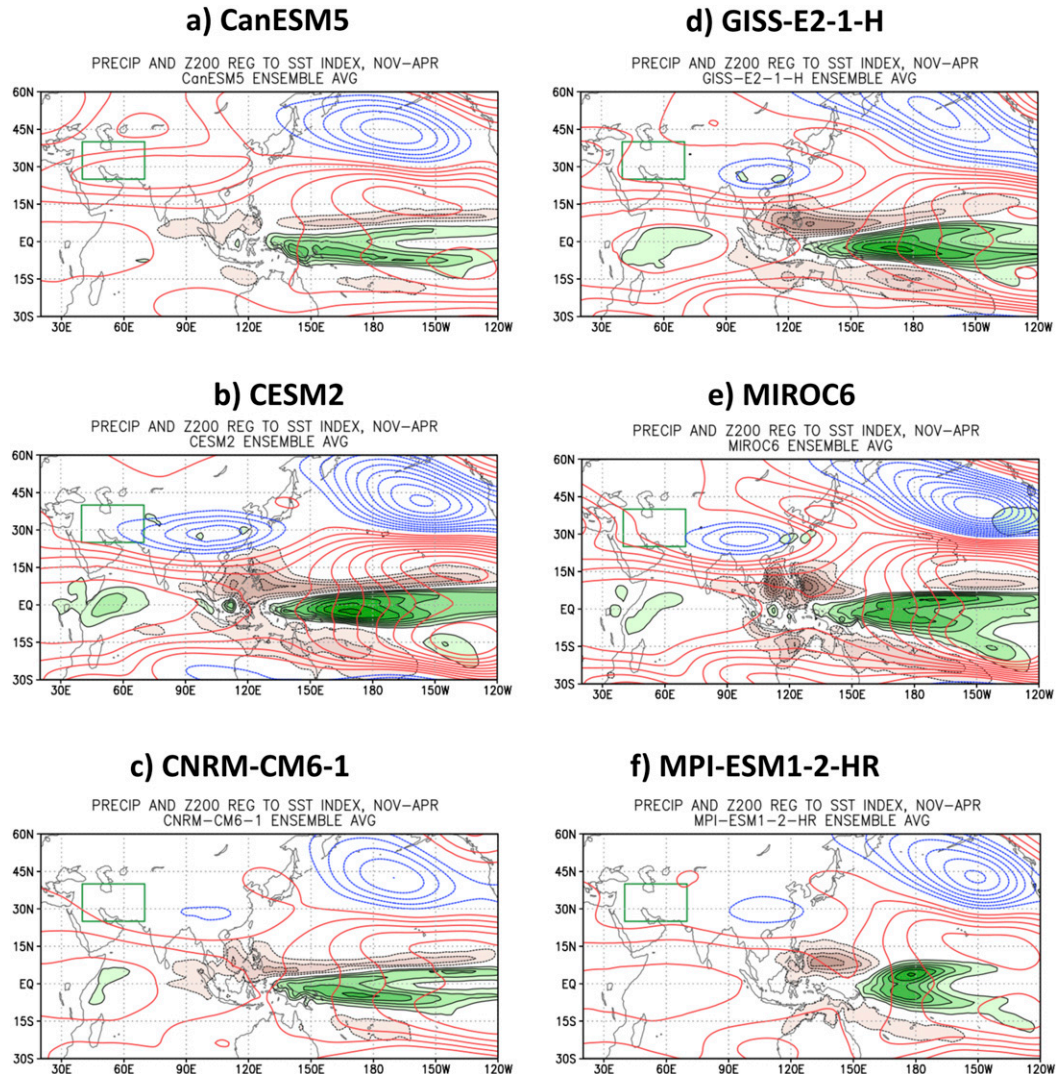 a) CanESM5
PRECIP AND Z200 REG TO SST INDEX, NOV-APR
CanESM5 ENSEMBLE AVG
60N
45N
30N
15N
EQ
15S
30S
30E 60E 90E 120E 150E 180 150W 120W
b) CESM2
PRECIP AND Z200 REG TO SST INDEX, NOV-APR
CESM2 ENSEMBLE AVG
60N
45N
30N
15N
EQ
15S
30S
30E 60E 90E 120E 150E 180 150W 120W
c) CNRM-CM6-1
PRECIP AND Z200 REG TO SST INDEX, NOV-APR
CNRM-CM6-1 ENSEMBLE AVG
60N
45N
30N
15N
EQ
15S
30S
30E 60E 90E 120E 150E 180 150W 120W
d) GISS-E2-1-H
PRECIP AND Z200 REG TO SST INDEX, NOV-APR
GISS-E2-1-H ENSEMBLE AVG
60N
45N
30N
15N
EQ
15S
30S
30E 60E 90E 120E 150E 180 150W 120W
e) MIROC6
PRECIP AND Z200 REG TO SST INDEX, NOV-APR
MIROC6 ENSEMBLE AVG
60N
45N
30N
15N
EQ
15S
30S
30E 60E 90E 120E 150E 180 150W 120W
f) MPI-ESM1-2-HR
PRECIP AND Z200 REG TO SST INDEX, NOV-APR
MPI-ESM1-2-HR ENSEMBLE AVG
60N
45N
30N
15N
EQ
15S
30S
30E 60E 90E 120E 150E 180 150W 120W